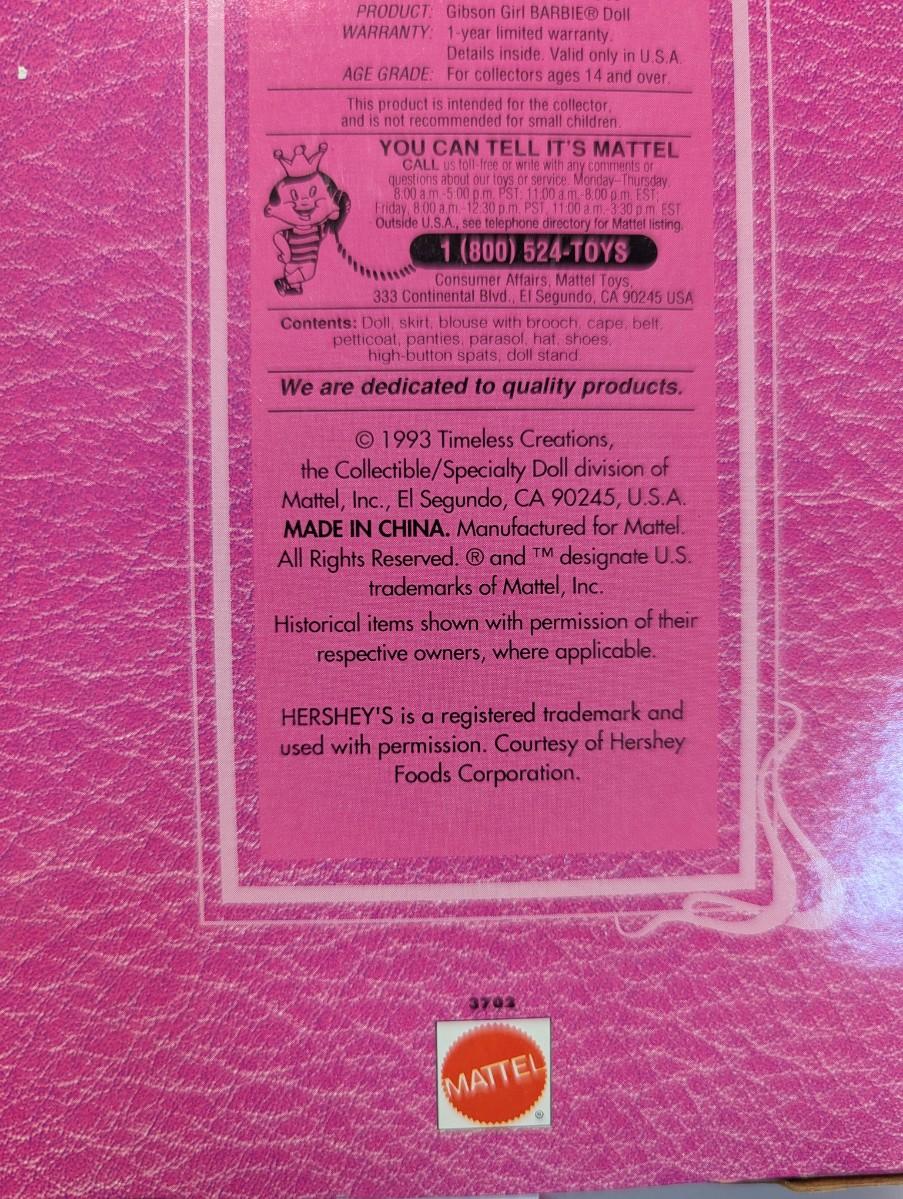 PRODUCT: Gibson Girl BARBIE® Doll
WARRANTY: 1-year limited warranty.
Details inside. Valid only in U.S.A.
AGE GRADE: For collectors ages 14 and over.
This product is intended for the collector,
and is not recommended for small children.
YOU CAN TELL IT'S MATTEL
CALL us toll-free or write with any comments or
questions about our toys or service. Monday–Thursday,
8:00 a.m.-5:00 p.m. PST; 11:00 a.m.-8:00 p.m. EST;
Friday, 8:00 a.m.-12:30 p.m. PST, 11:00 a.m.-3:30 p.m. EST.
Outside U.S.A., see telephone directory for Mattel listing.
1 (800) 524-TOYS
Consumer Affairs, Mattel Toys,
333 Continental Blvd., El Segundo, CA 90245 USA
Contents: Doll, skirt, blouse with brooch, cape, belt,
petticoat, panties, parasol, hat, shoes,
high-button spats, doll stand.
We are dedicated to quality products.
© 1993 Timeless Creations,
the Collectible/Specialty Doll division of
Mattel, Inc., El Segundo, CA 90245, U.S.A.
MADE IN CHINA. Manufactured for Mattel.
All Rights Reserved. ® and ™ designate U.S.
trademarks of Mattel, Inc.
Historical items shown with permission of their
respective owners, where applicable.
HERSHEY'S is a registered trademark and
used with permission. Courtesy of Hershey
Foods Corporation.
3702
MATTEL
®